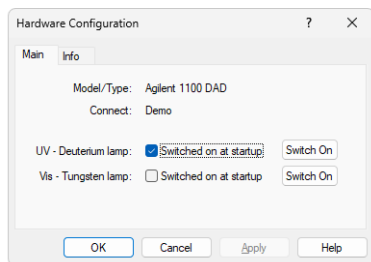 Hardware Configuration ? ×
Main Info
Model/Type: Agilent 1100 DAD
Connect: Demo
UV - Deuterium lamp: Switched on at startup Switch On
Vis - Tungsten lamp: Switched on at startup Switch On
OK Cancel Apply Help